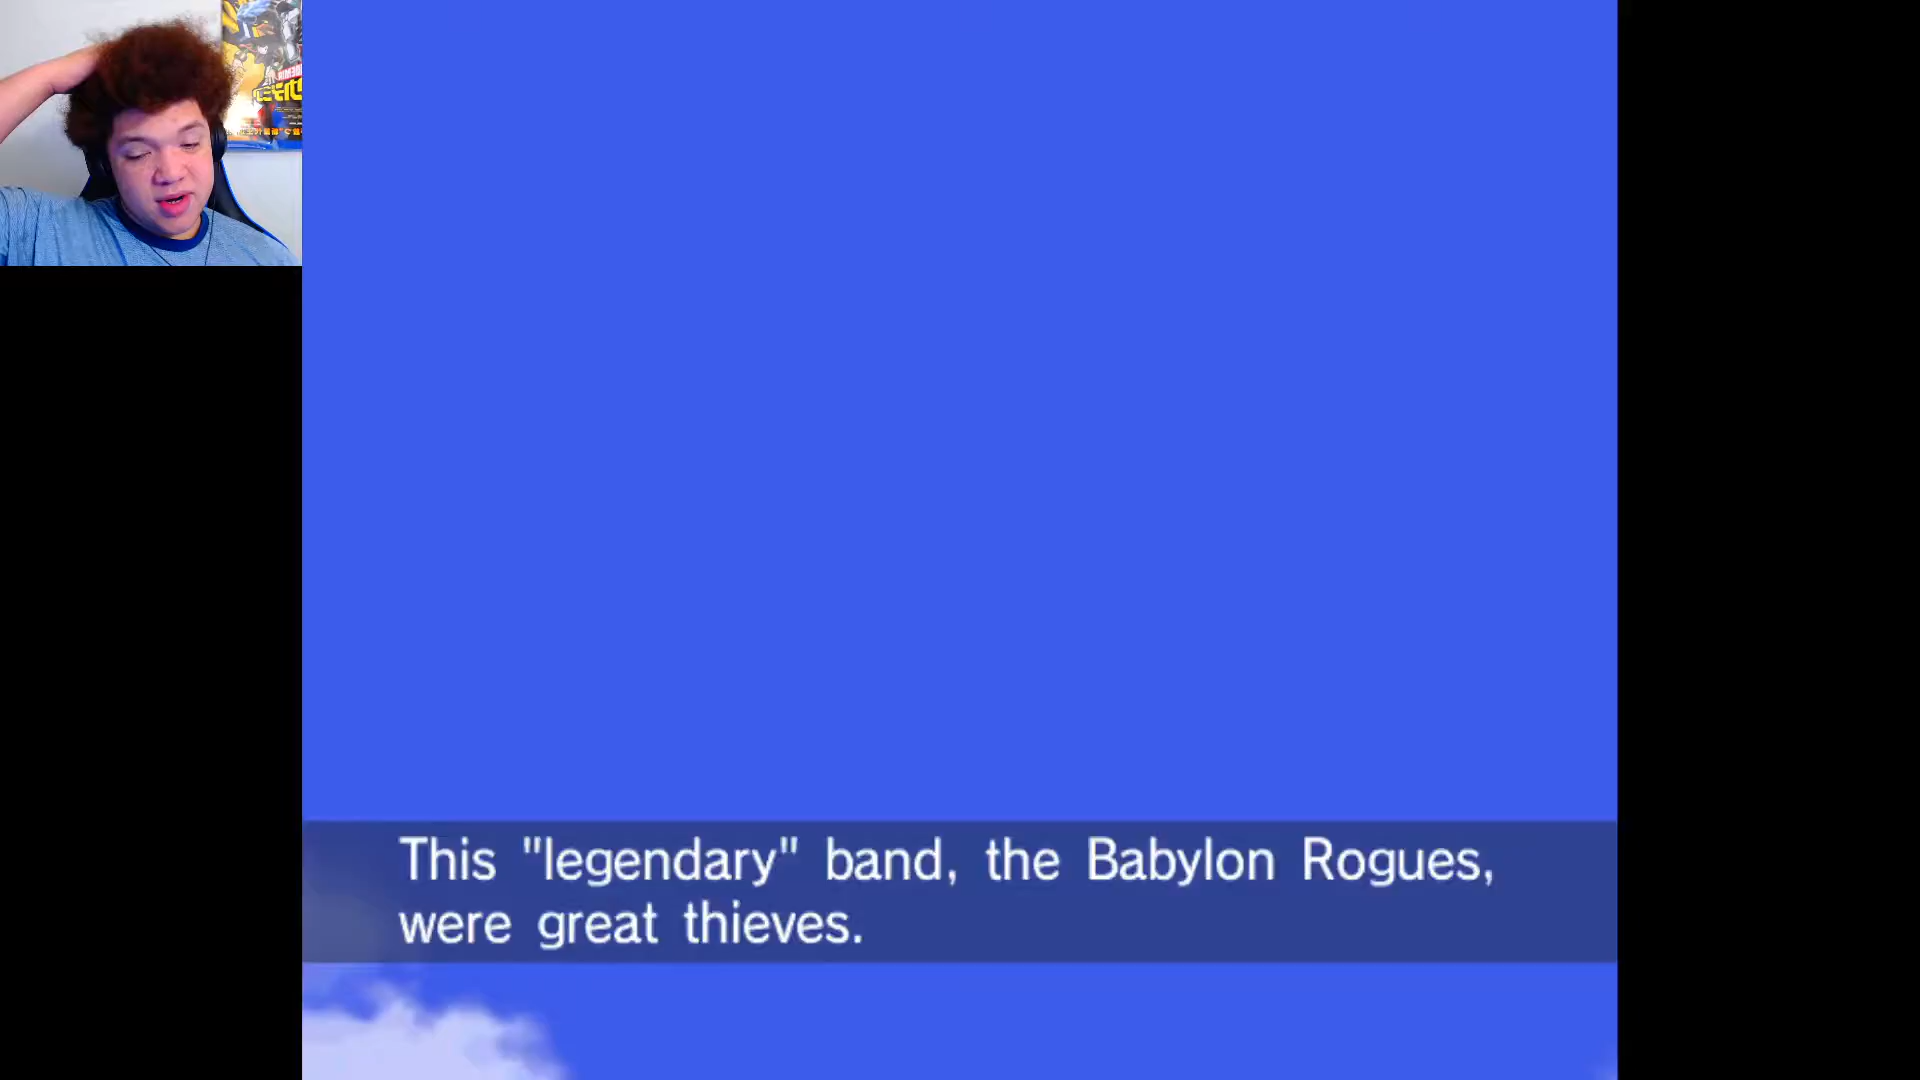 This "legendary" band, the Babylon Rogues,
were great thieves.